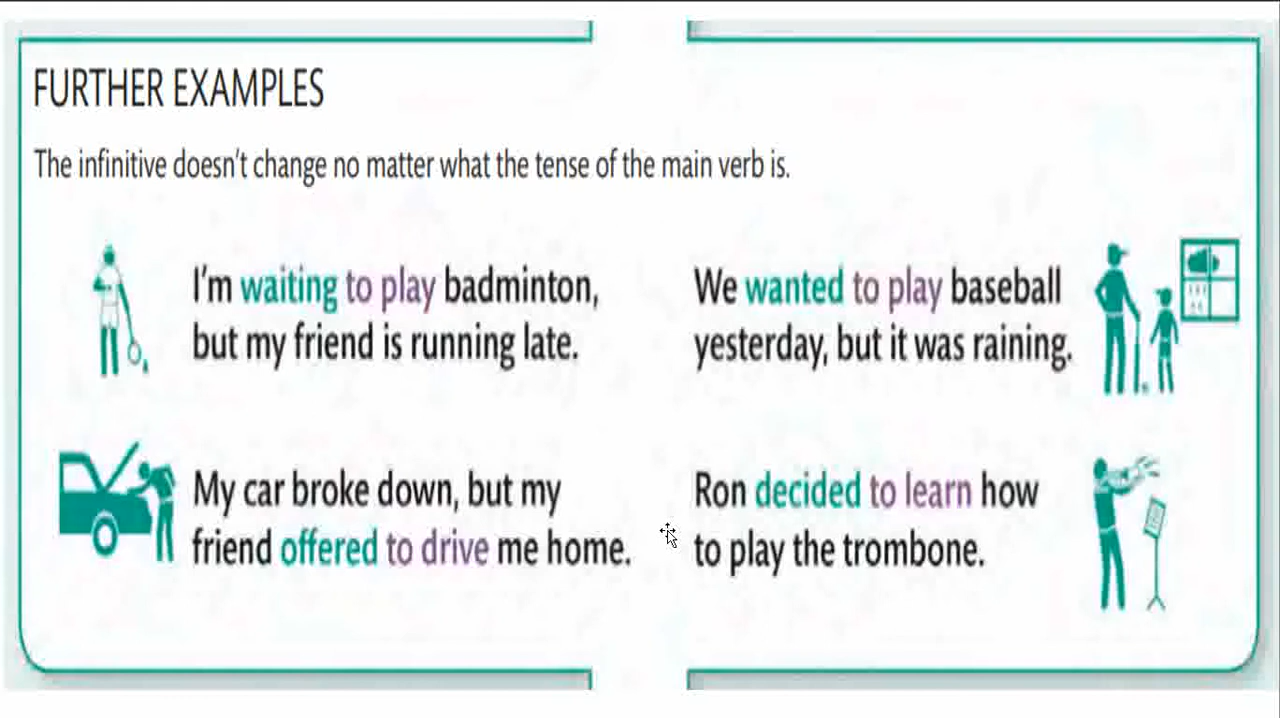 FURTHER EXAMPLES
The infinitive doesn't change no matter what the tense of the main verb is.
I'm waiting to play badminton,
but my friend is running late.
We wanted to play baseball
yesterday, but it was raining.
My car broke down, but my
friend offered to drive me home.
Ron decided to learn how
to play the trombone.